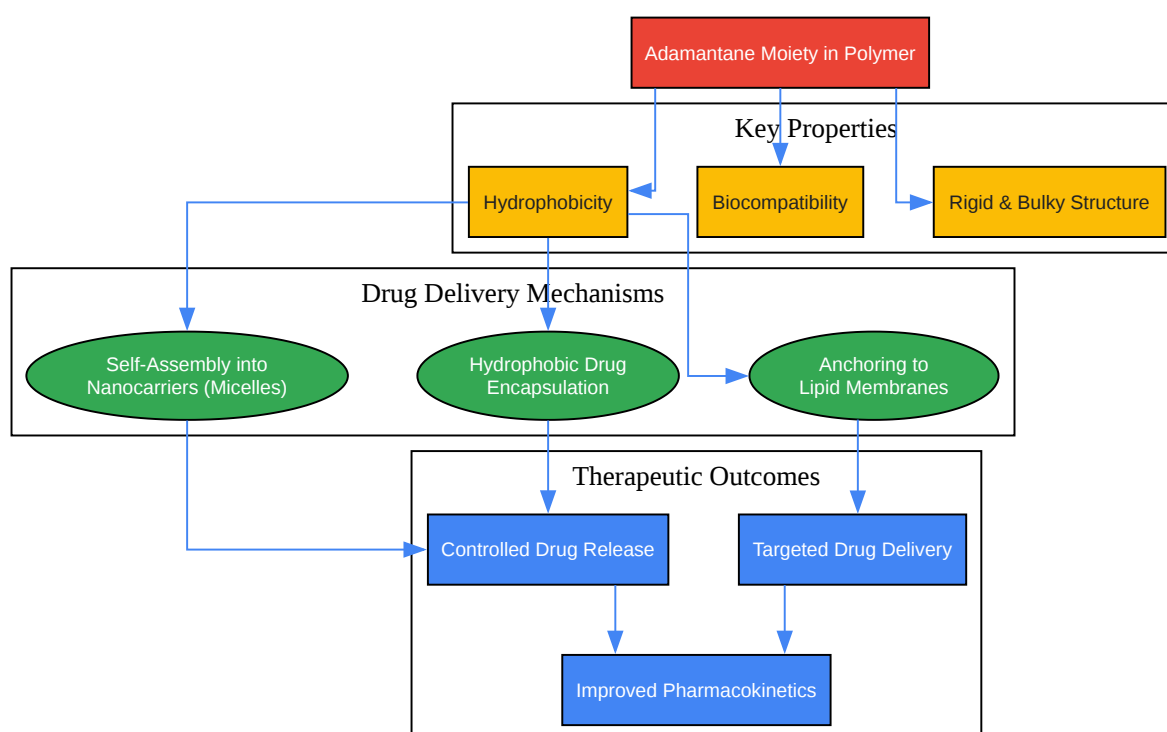 Adamantane Moiety in Polymer
Key Properties
Hydrophobicity
Biocompatibility
Rigid & Bulky Structure
Drug Delivery Mechanisms
Self-Assembly into
Nanocarriers (Micelles)
Hydrophobic Drug
Encapsulation
Anchoring to
Lipid Membranes
Therapeutic Outcomes
Controlled Drug Release
Targeted Drug Delivery
Improved Pharmacokinetics